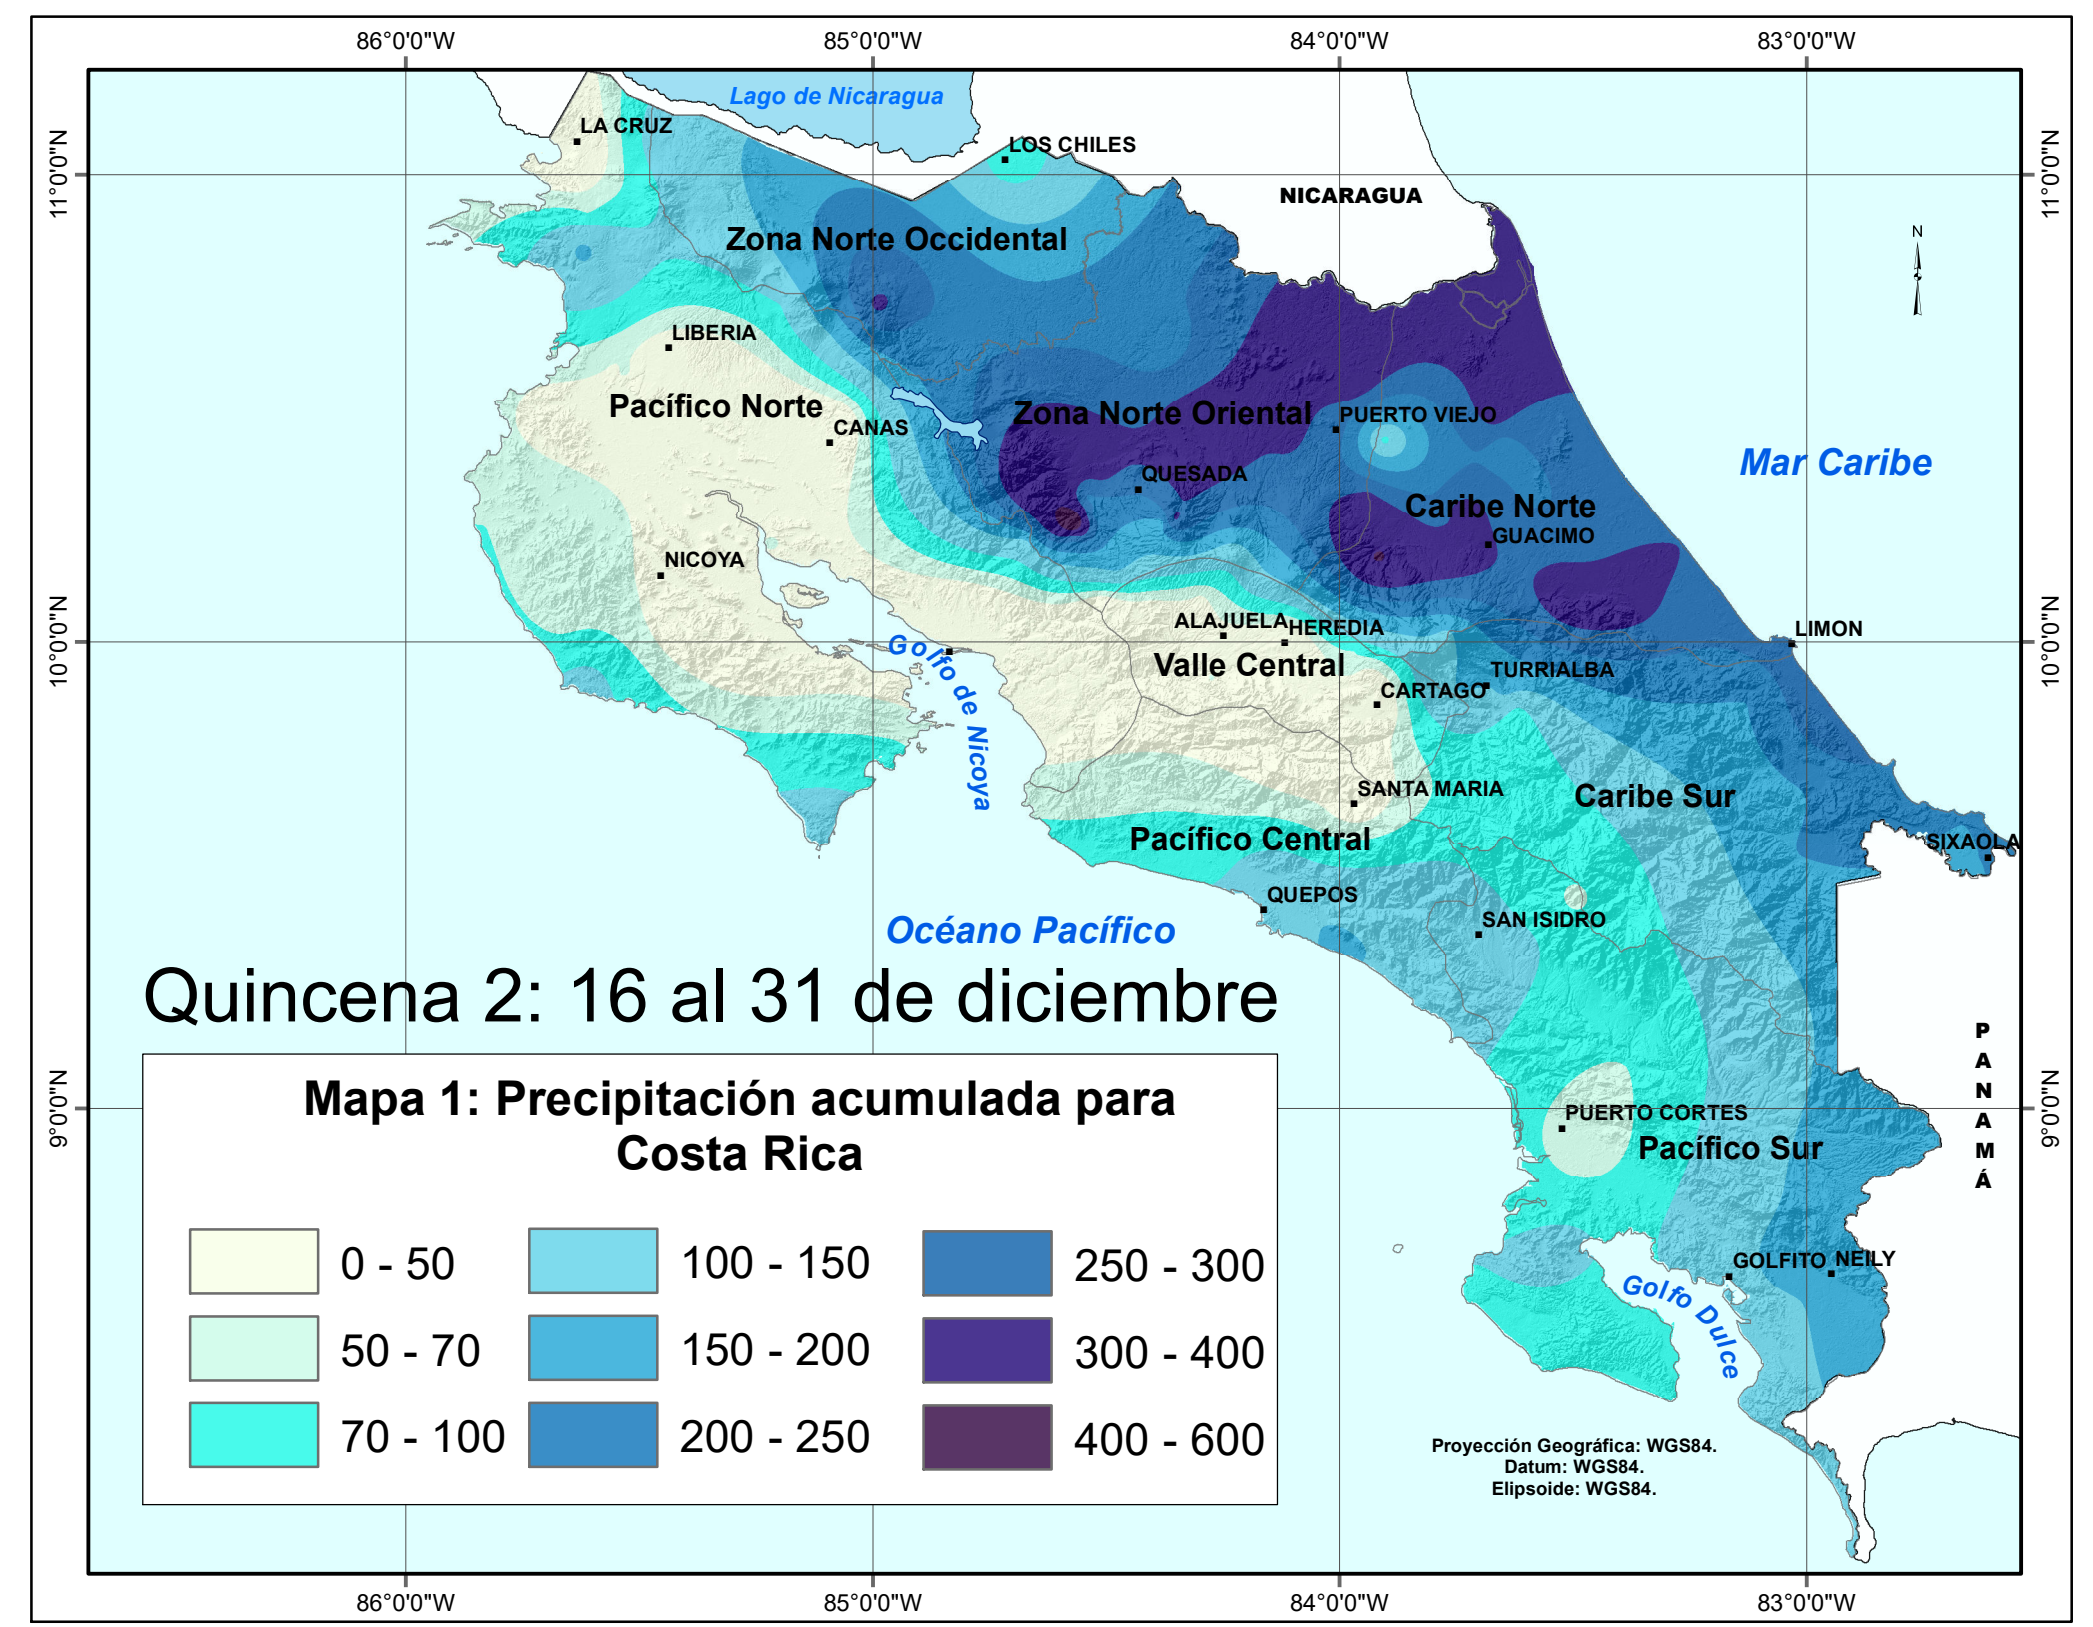 86°0'0"W
85°0'0"W
84°0'0"W
83°0'0"W
Lago de Nicaragua
LA CRUZ
LOS CHILES
11°0'0"N
11°0'0"N
NICARAGUA
N
Zona Norte Occidental
LIBERIA
Pacífico Norte
CANAS
Zona Norte Oriental
PUERTO VIEJO
Mar Caribe
QUESADA
Caribe Norte
GUACIMO
NICOYA
ALAJUELA
HEREDIA
LIMON
10°0'0"N
10°0'0"N
Golfo de Nicoya
Valle Central
TURRIALBA
CARTAGO
SANTA MARIA
Caribe Sur
Pacífico Central
SIXAOLA
QUEPOS
SAN ISIDRO
Océano Pacífico
Quincena 2: 16 al 31 de diciembre
PANAMÁ
9°0'0"N
9°0'0"N
PUERTO CORTES
Pacífico Sur
GOLFITO
NEILY
Golfo Dulce
Mapa 1: Precipitación acumulada para
Costa Rica
0 - 50
100 - 150
250 - 300
50 - 70
150 - 200
300 - 400
70 - 100
200 - 250
400 - 600
Proyección Geográfica: WGS84.
Datum: WGS84.
Elipsoide: WGS84.
86°0'0"W
85°0'0"W
84°0'0"W
83°0'0"W